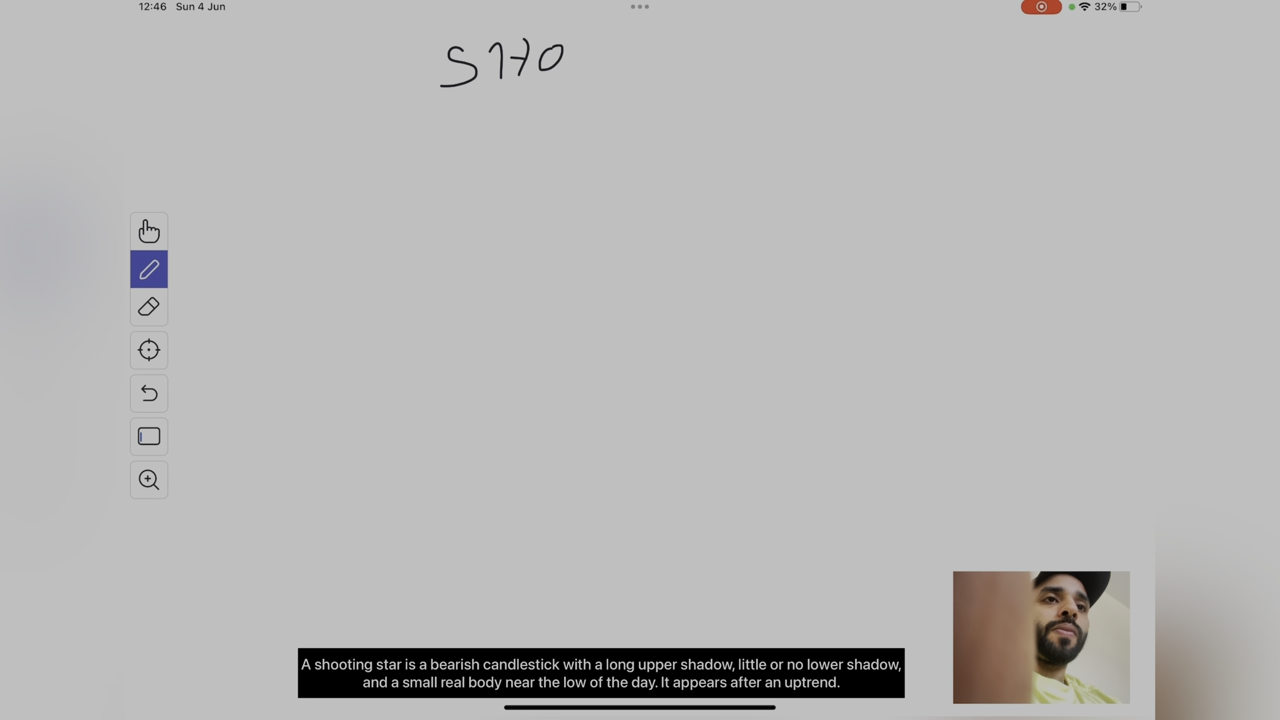 12:46 Sun 4 Jun
32%
S170
A shooting star is a bearish candlestick with a long upper shadow, little or no lower shadow,
and a small real body near the low of the day. It appears after an uptrend.